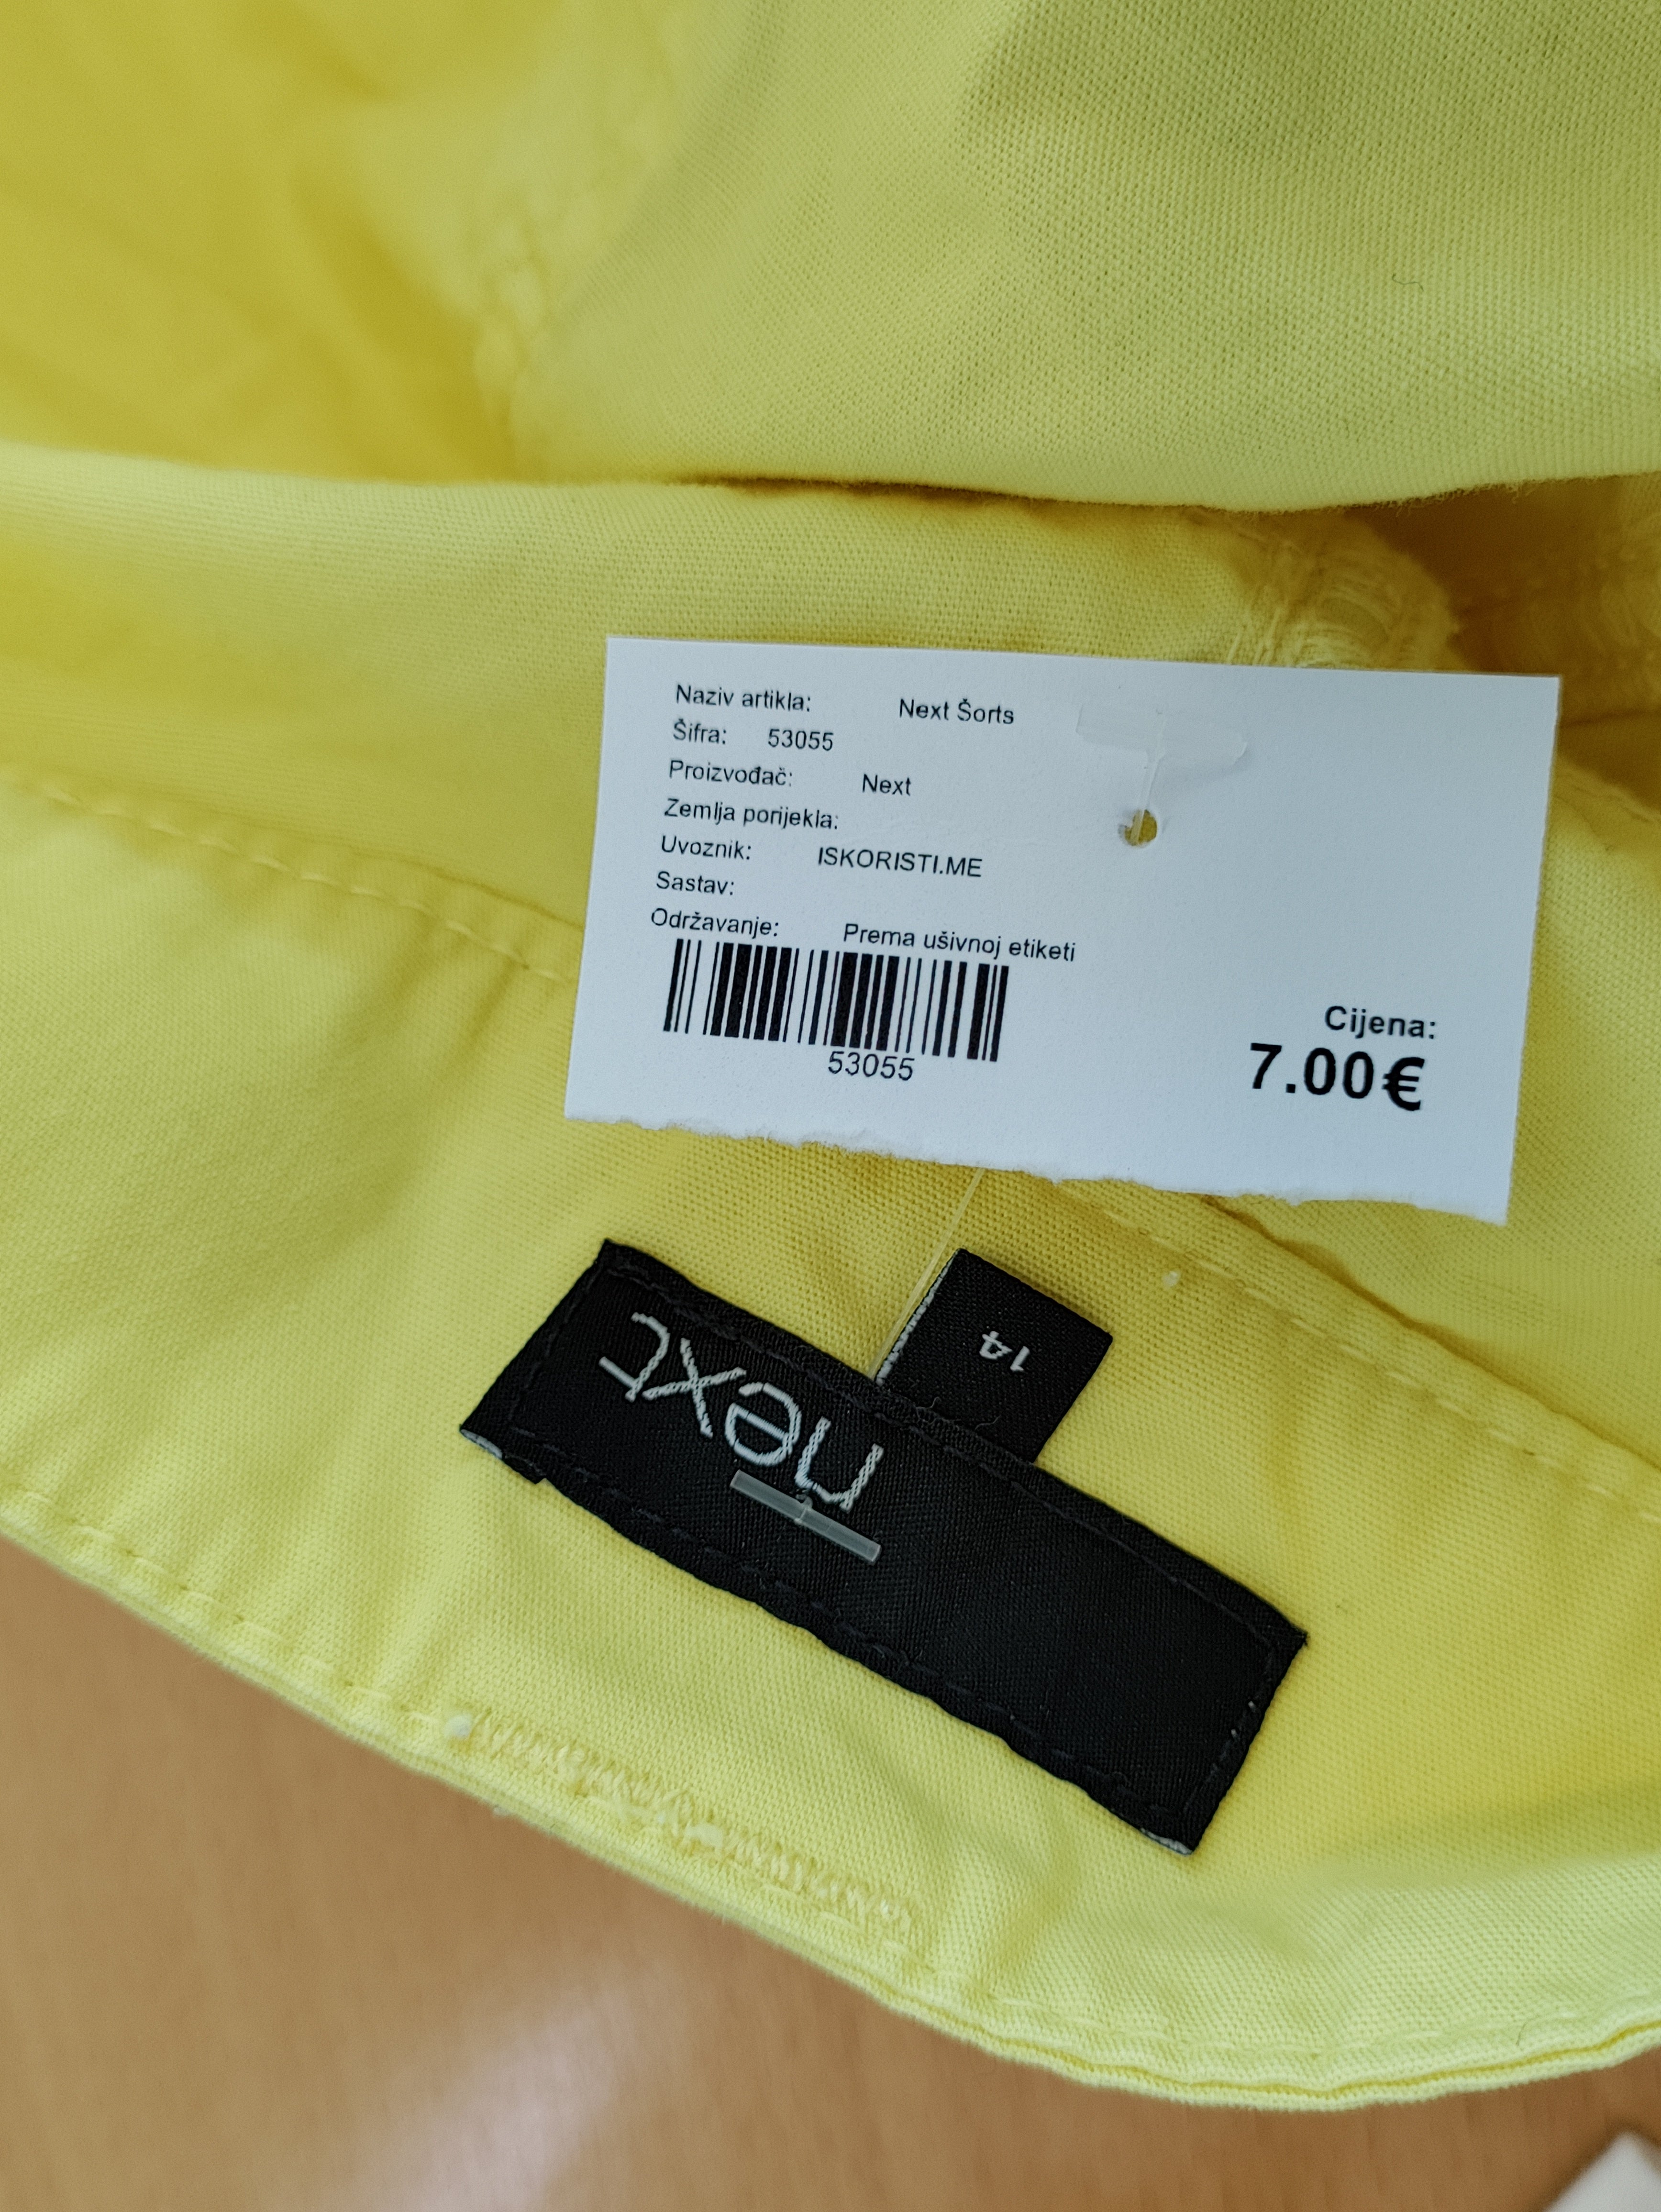 Naziv artikla: Next Šorts
Šifra: 53055
Proizvođač: Next
Zemlja porijekla:
Uvoznik: ISKORISTI.ME
Sastav:
Održavanje: Prema ušivnoj etiketi
53055
Cijena:
7.00€
14
next